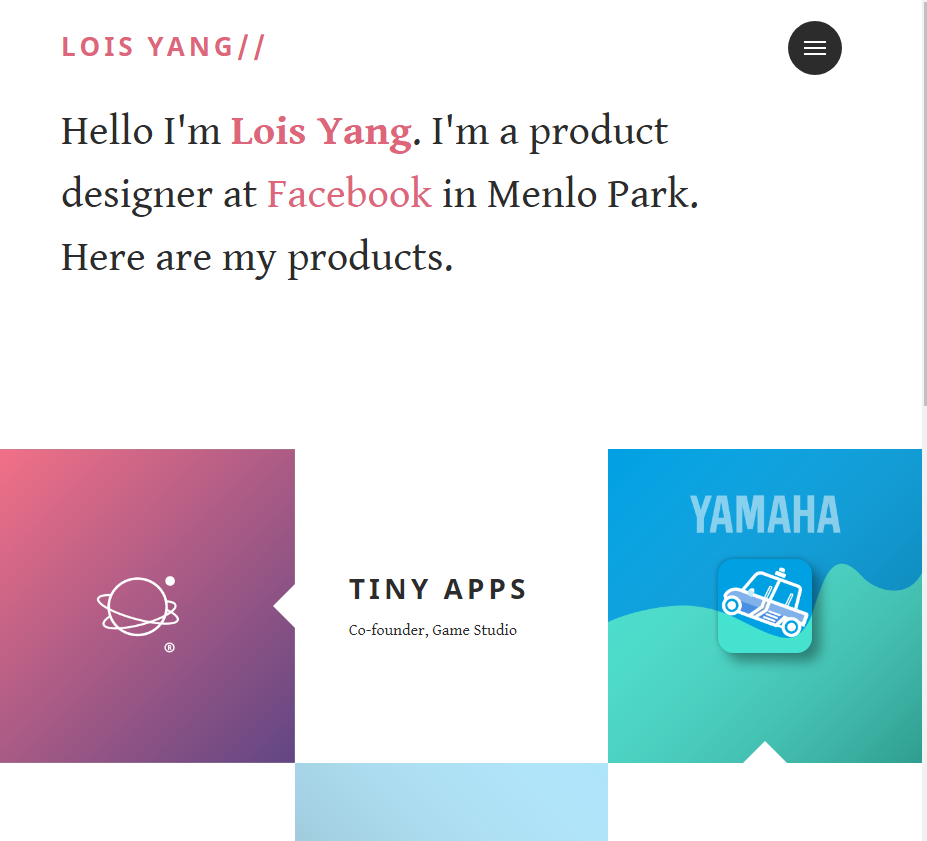 LOIS YANG//
Hello I'm Lois Yang. I'm a product
designer at Facebook in Menlo Park.
Here are my products.
YAMAHA
TINY APPS
Co-founder, Game Studio
®